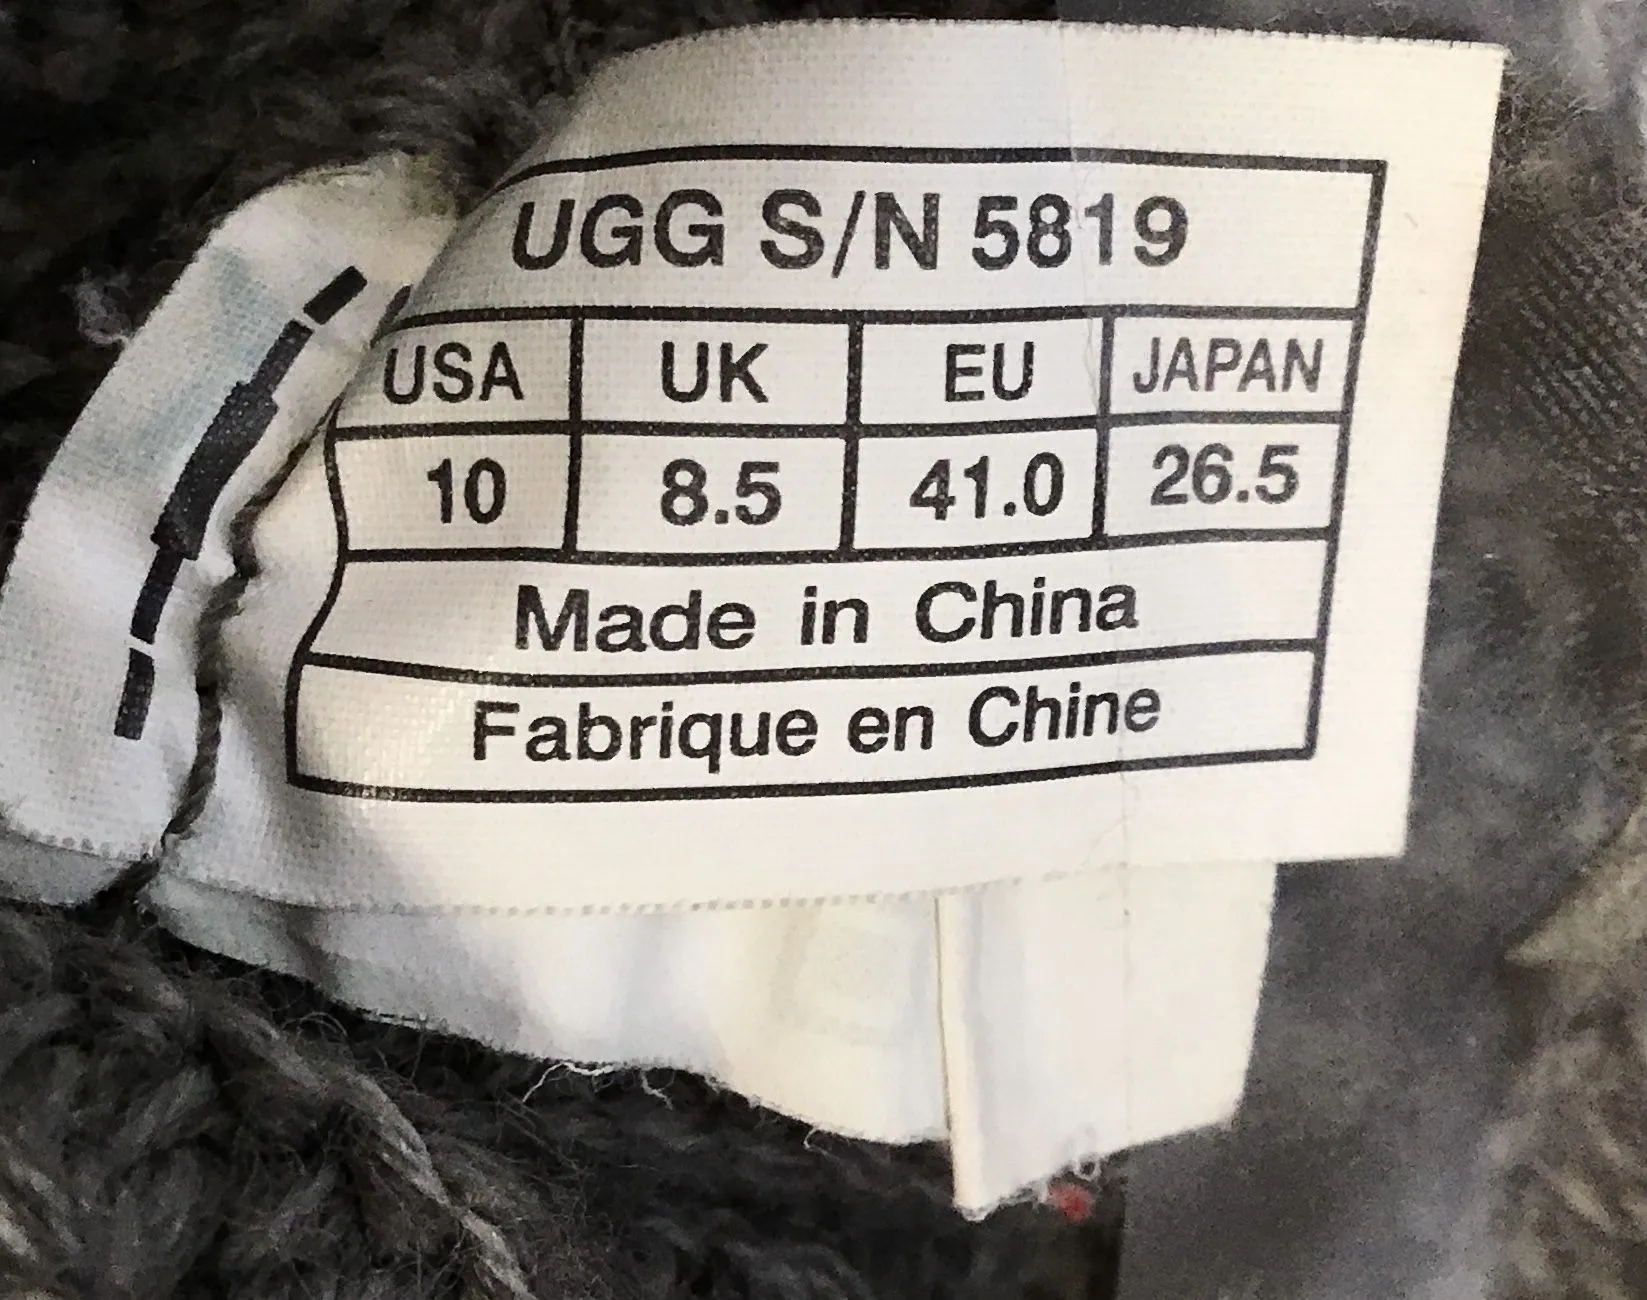 UGG S/N 5819
USA UK EU JAPAN
10 8.5 41.0 26.5
Made in China
Fabrique en Chine